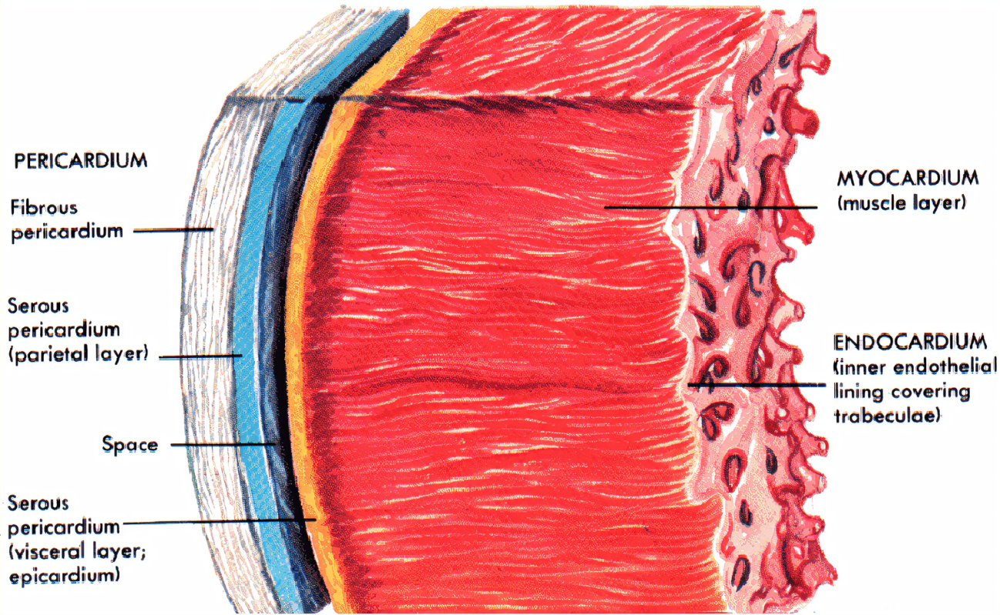 PERICARDIUM
Fibrous
pericardium
Serous
pericardium
(parietal layer)
Space
Serous
pericardium
(visceral layer;
epicardium)
MYOCARDIUM
(muscle layer)
ENDOCARDIUM
(inner endothelial
lining covering
trabeculae)